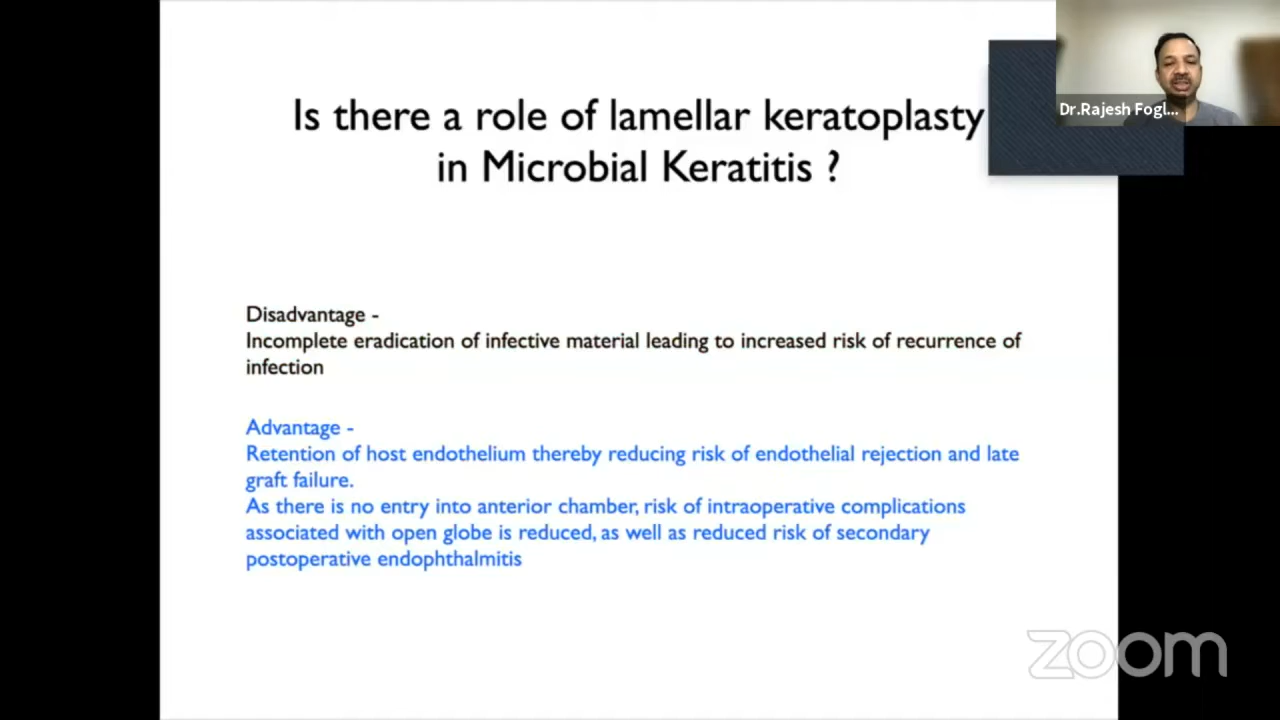 Is there a role of lamellar keratoplasty
in Microbial Keratitis ?
Dr.Rajesh Fogl...
Disadvantage -
Incomplete eradication of infective material leading to increased risk of recurrence of
infection
Advantage -
Retention of host endothelium thereby reducing risk of endothelial rejection and late
graft failure.
As there is no entry into anterior chamber, risk of intraoperative complications
associated with open globe is reduced, as well as reduced risk of secondary
postoperative endophthalmitis
zoom